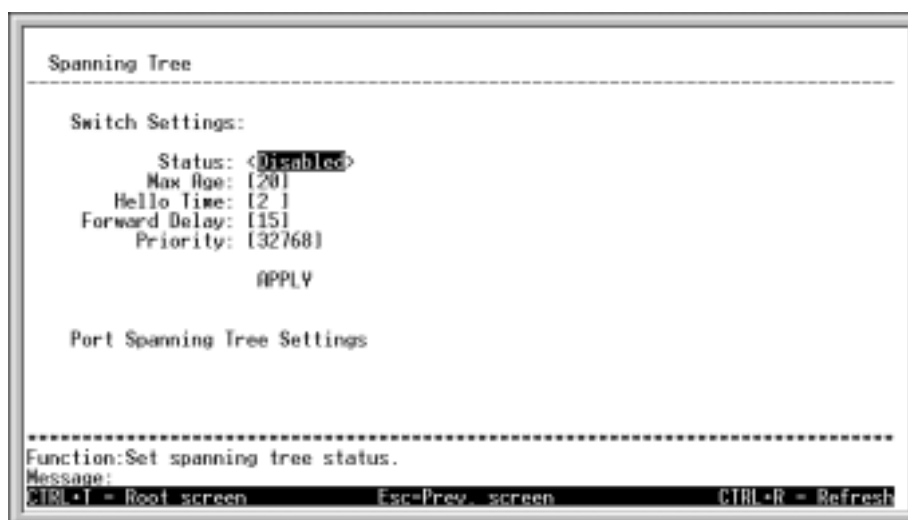 Spanning Tree
Switch Settings:
Status: <Disabled>
Max Age: [20]
Hello Time: [2 ]
Forward Delay: [15]
Priority: [32768]
APPLY
Port Spanning Tree Settings
Function:Set spanning tree status.
Message:
CTRL+T = Root screen Esc=Prev. screen CTRL+R = Refresh